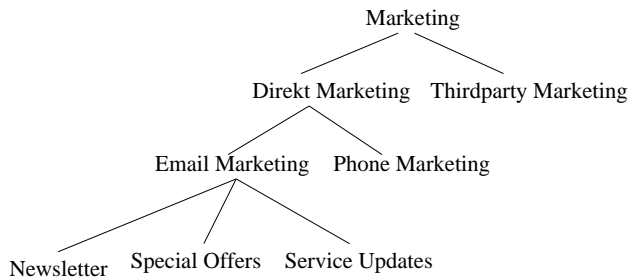 Marketing
Direkt Marketing Thirdparty Marketing
Email Marketing Phone Marketing
Newsletter Special Offers Service Updates